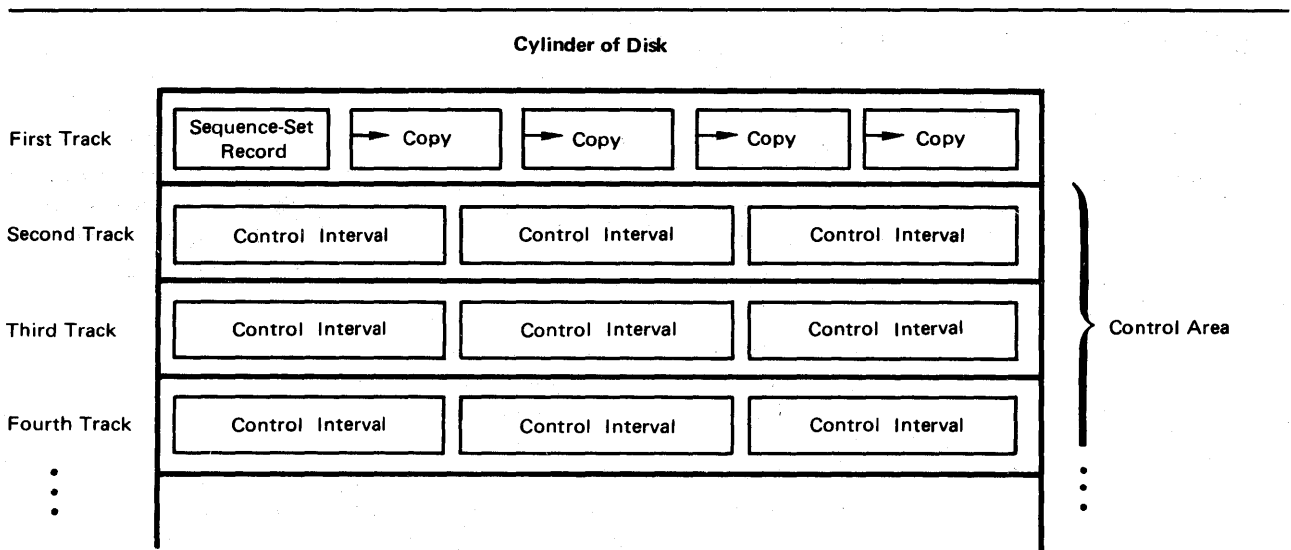 Cylinder of Disk
First Track
Sequence-Set
Record
Copy
Copy
Copy
Copy
Second Track
Control Interval
Control Interval
Control Interval
Third Track
Control Interval
Control Interval
Control Interval
Control Area
Fourth Track
Control Interval
Control Interval
Control Interval